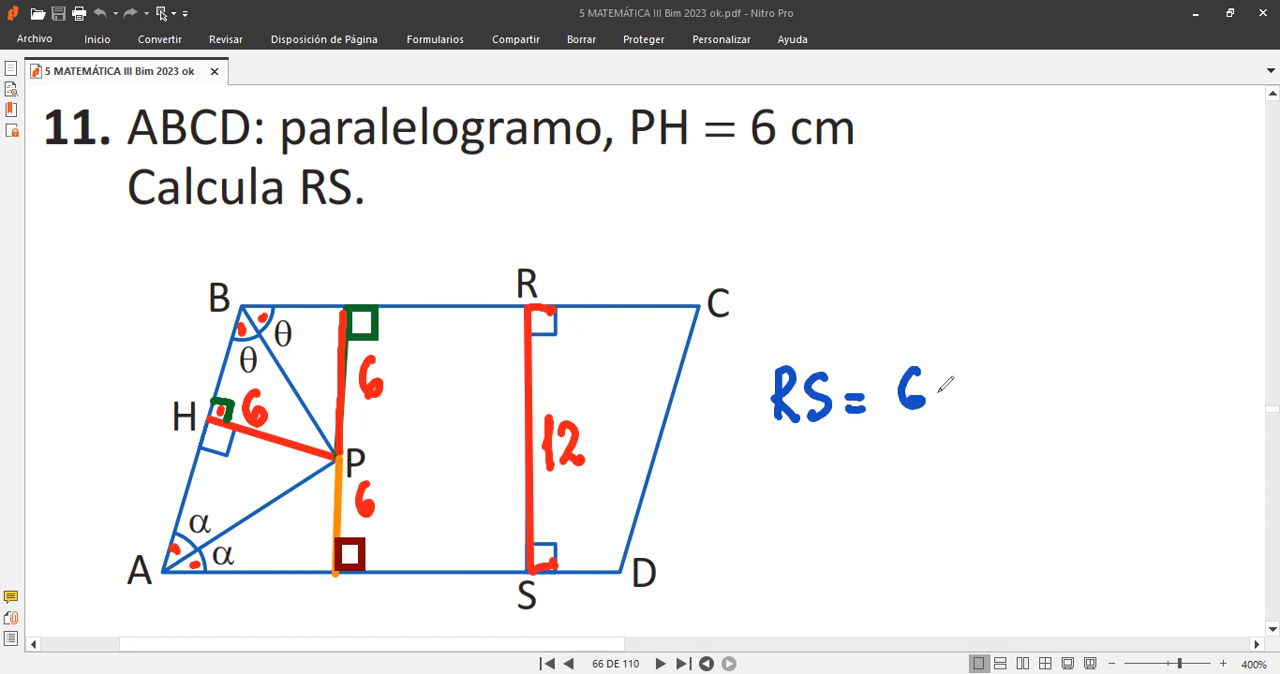 5 MATEMÁTICA III Bim 2023 ok.pdf - Nitro Pro
Archivo Inicio Convertir Revisar Disposición de Página Formularios Compartir Borrar Proteger Personalizar Ayuda
5 MATEMÁTICA III Bim 2023 ok
11. ABCD: paralelogramo, PH = 6 cm
Calcula RS.
B R C
θ
θ
6
H 6
RS = 6
12
P
6
α
α
A D
S
66 DE 110
400%